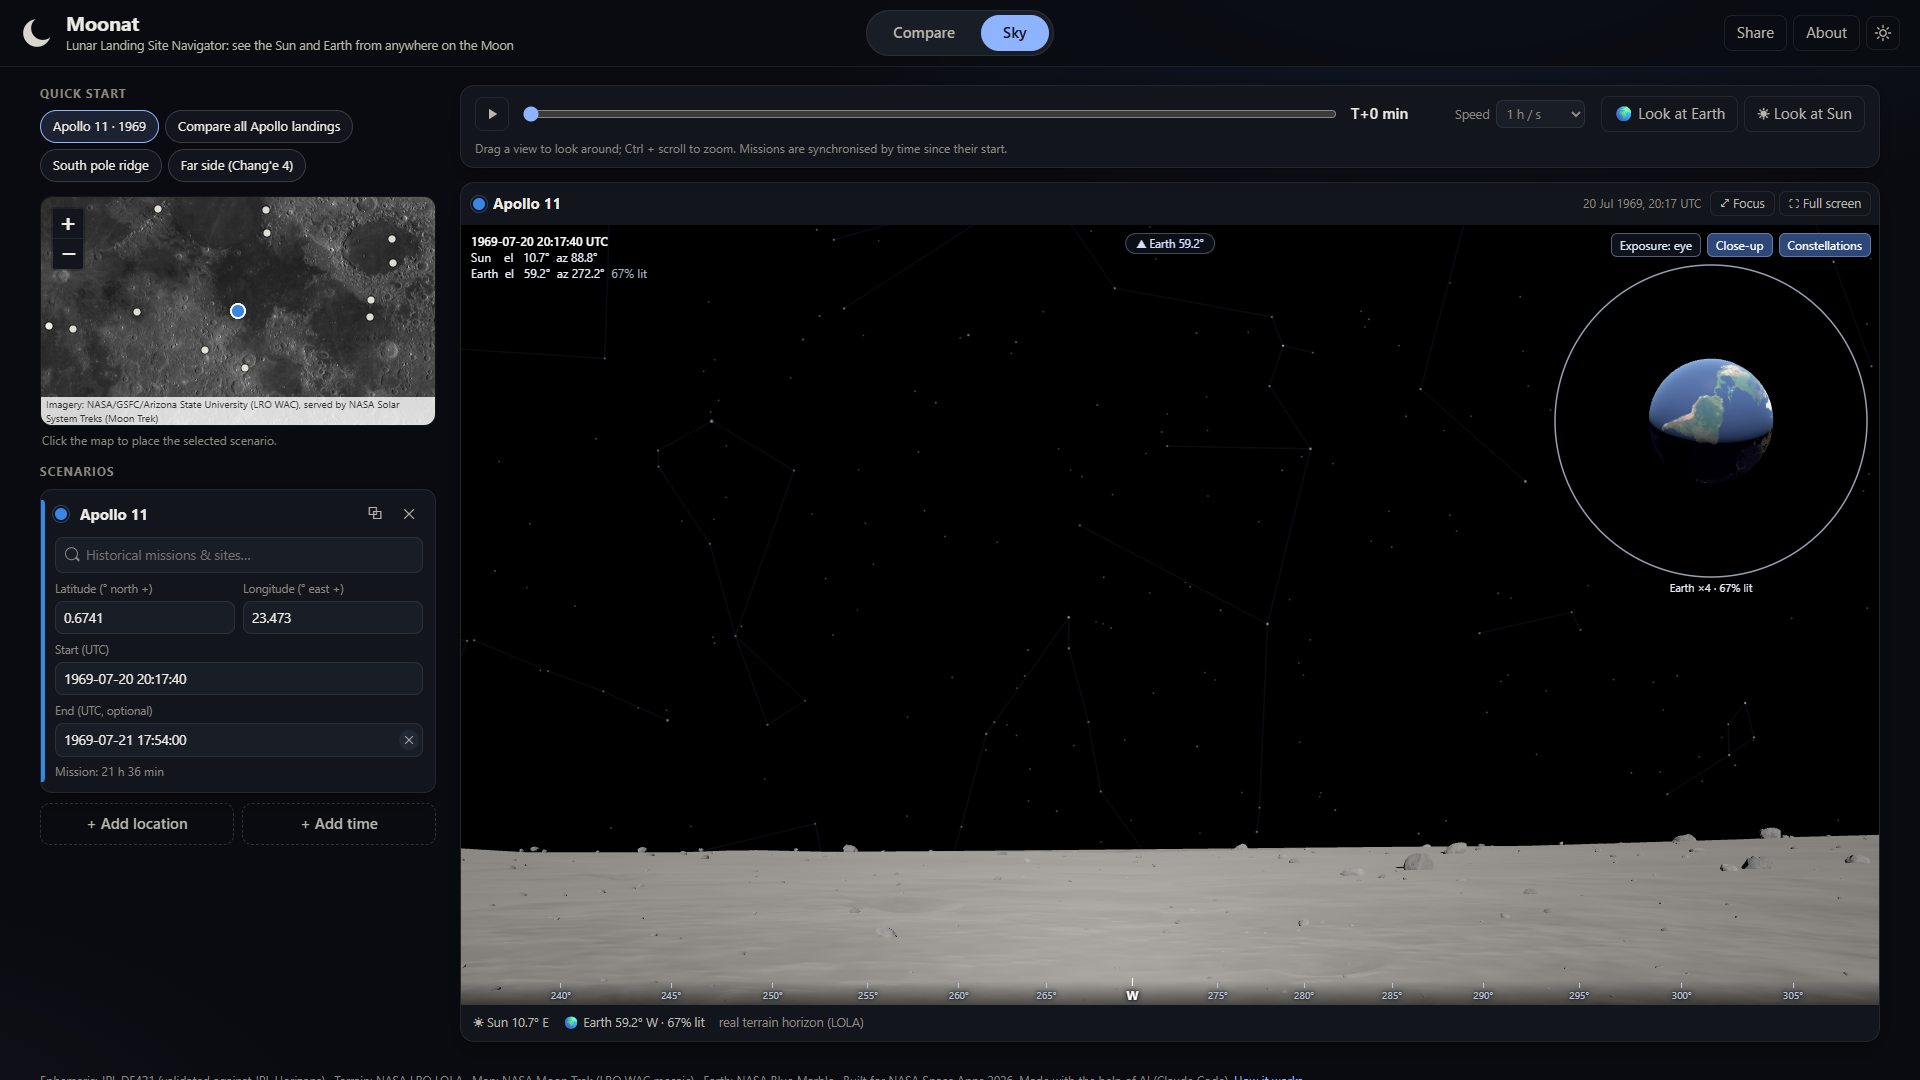 Moonat
Lunar Landing Site Navigator: see the Sun and Earth from anywhere on the Moon
Compare
Sky
Share
About
QUICK START
Apollo 11 · 1969
Compare all Apollo landings
South pole ridge
Far side (Chang'e 4)
+
−
Imagery: NASA/GSFC/Arizona State University (LRO WAC), served by NASA Solar
System Treks (Moon Trek)
Click the map to place the selected scenario.
SCENARIOS
Apollo 11
Historical missions & sites...
Latitude (° north +)
Longitude (° east +)
0.6741
23.473
Start (UTC)
1969-07-20 20:17:40
End (UTC, optional)
1969-07-21 17:54:00
Mission: 21 h 36 min
+ Add location
+ Add time
T+0 min
Speed
1 h / s
Look at Earth
Look at Sun
Drag a view to look around; Ctrl + scroll to zoom. Missions are synchronised by time since their start.
Apollo 11
20 Jul 1969, 20:17 UTC
Focus
Full screen
1969-07-20 20:17:40 UTC
Sun el 10.7° az 88.8°
Earth el 59.2° az 272.2° 67% lit
▲ Earth 59.2°
Exposure: eye
Close-up
Constellations
Earth ×4 · 67% lit
240° 245° 250° 255° 260° 265° W 275° 280° 285° 290° 295° 300° 305°
Sun 10.7° E
Earth 59.2° W · 67% lit
real terrain horizon (LOLA)